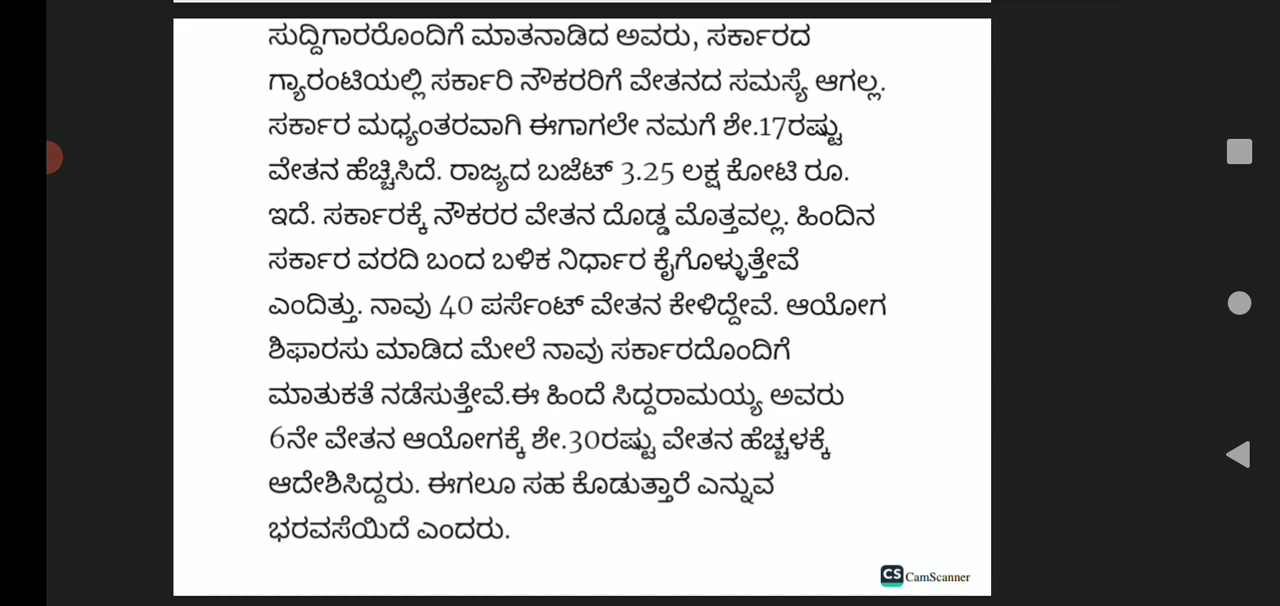 ಸುದ್ದಿಗಾರರೊಂದಿಗೆ ಮಾತನಾಡಿದ ಅವರು, ಸರ್ಕಾರದ
ಗ್ಯಾರಂಟಿಯಲ್ಲಿ ಸರ್ಕಾರಿ ನೌಕರರಿಗೆ ವೇತನದ ಸಮಸ್ಯೆ ಆಗಲ್ಲ.
ಸರ್ಕಾರ ಮಧ್ಯಂತರವಾಗಿ ಈಗಾಗಲೇ ನಮಗೆ ಶೇ.17ರಷ್ಟು
ವೇತನ ಹೆಚ್ಚಿಸಿದೆ. ರಾಜ್ಯದ ಬಜೆಟ್ 3.25 ಲಕ್ಷ ಕೋಟಿ ರೂ.
ಇದೆ. ಸರ್ಕಾರಕ್ಕೆ ನೌಕರರ ವೇತನ ದೊಡ್ಡ ಮೊತ್ತವಲ್ಲ. ಹಿಂದಿನ
ಸರ್ಕಾರ ವರದಿ ಬಂದ ಬಳಿಕ ನಿರ್ಧಾರ ಕೈಗೊಳ್ಳುತ್ತೇವೆ
ಎಂದಿತ್ತು. ನಾವು 40 ಪರ್ಸೆಂಟ್ ವೇತನ ಕೇಳಿದ್ದೇವೆ. ಆಯೋಗ
ಶಿಫಾರಸು ಮಾಡಿದ ಮೇಲೆ ನಾವು ಸರ್ಕಾರದೊಂದಿಗೆ
ಮಾತುಕತೆ ನಡೆಸುತ್ತೇವೆ.ಈ ಹಿಂದೆ ಸಿದ್ದರಾಮಯ್ಯ ಅವರು
6ನೇ ವೇತನ ಆಯೋಗಕ್ಕೆ ಶೇ.30ರಷ್ಟು ವೇತನ ಹೆಚ್ಚಳಕ್ಕೆ
ಆದೇಶಿಸಿದ್ದರು. ಈಗಲೂ ಸಹ ಕೊಡುತ್ತಾರೆ ಎನ್ನುವ
ಭರವಸೆಯಿದೆ ಎಂದರು.
CS CamScanner